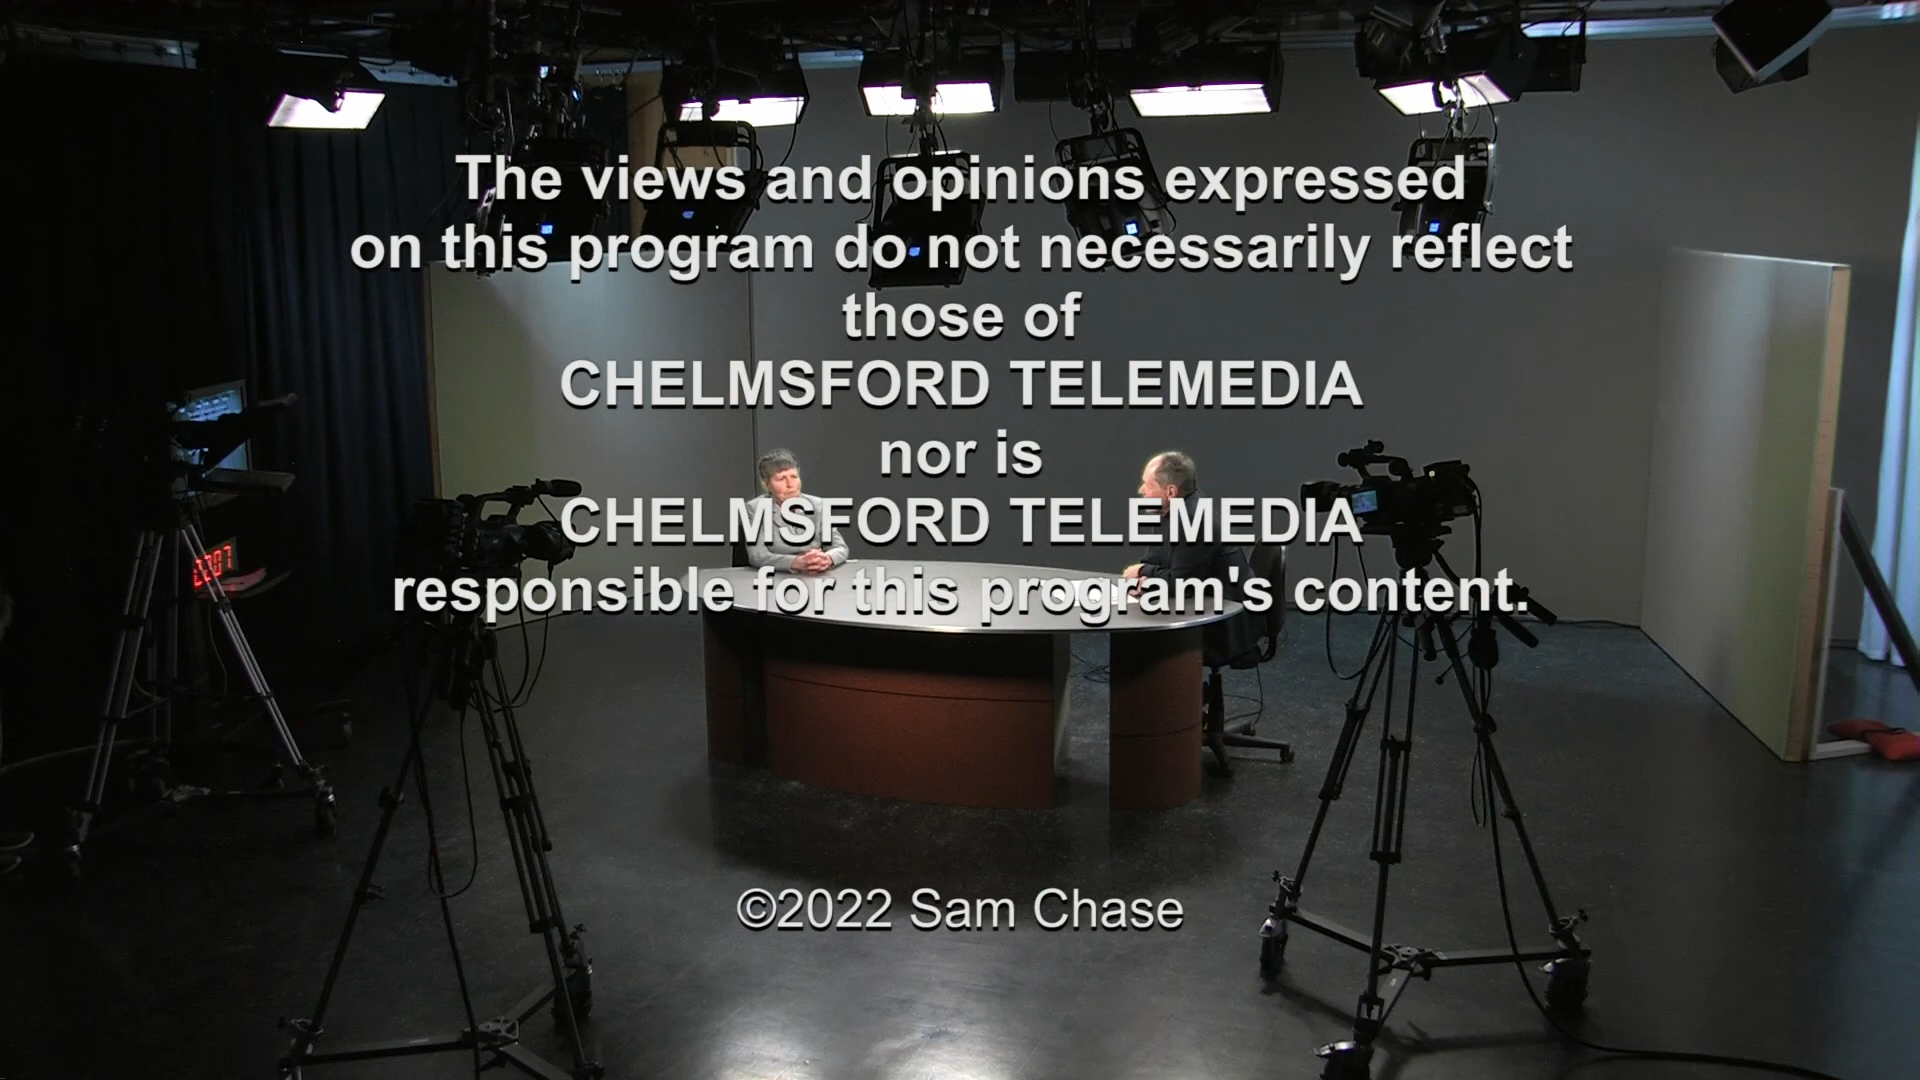 The views and opinions expressed
on this program do not necessarily reflect
those of
CHELMSFORD TELEMEDIA
nor is
CHELMSFORD TELEMEDIA
responsible for this program's content.
©2022 Sam Chase